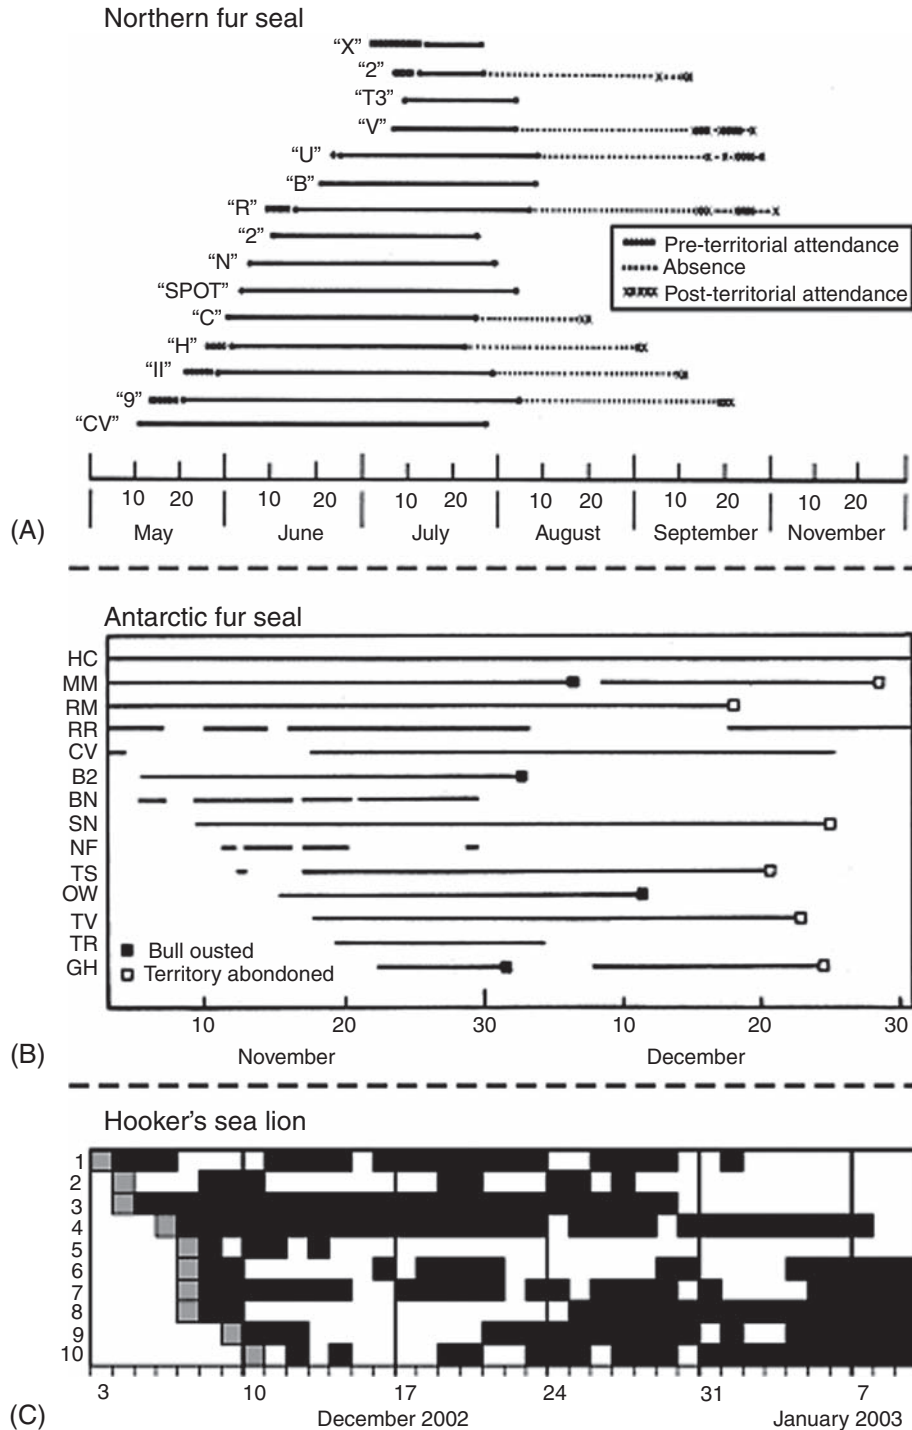 Northern fur seal
“X”
“2”
“T3”
“V”
“U”
“B”
“R”
“2”
“N”
“SPOT”
“C”
“H”
“II”
“9”
“CV”
Pre-territorial attendance
Absence
Post-territorial attendance
10 20 10 20 10 20 10 20 10 20 10 20
May June July August September November
(A)
Antarctic fur seal
HC
MM
RM
RR
CV
B2
BN
SN
NF
TS
OW
TV
TR
GH
Bull ousted
Territory abondoned
10 20 30 10 20 30
November December
(B)
Hooker’s sea lion
1
2
3
4
5
6
7
8
9
10
3 10 17 24 31 7
December 2002 January 2003
(C)